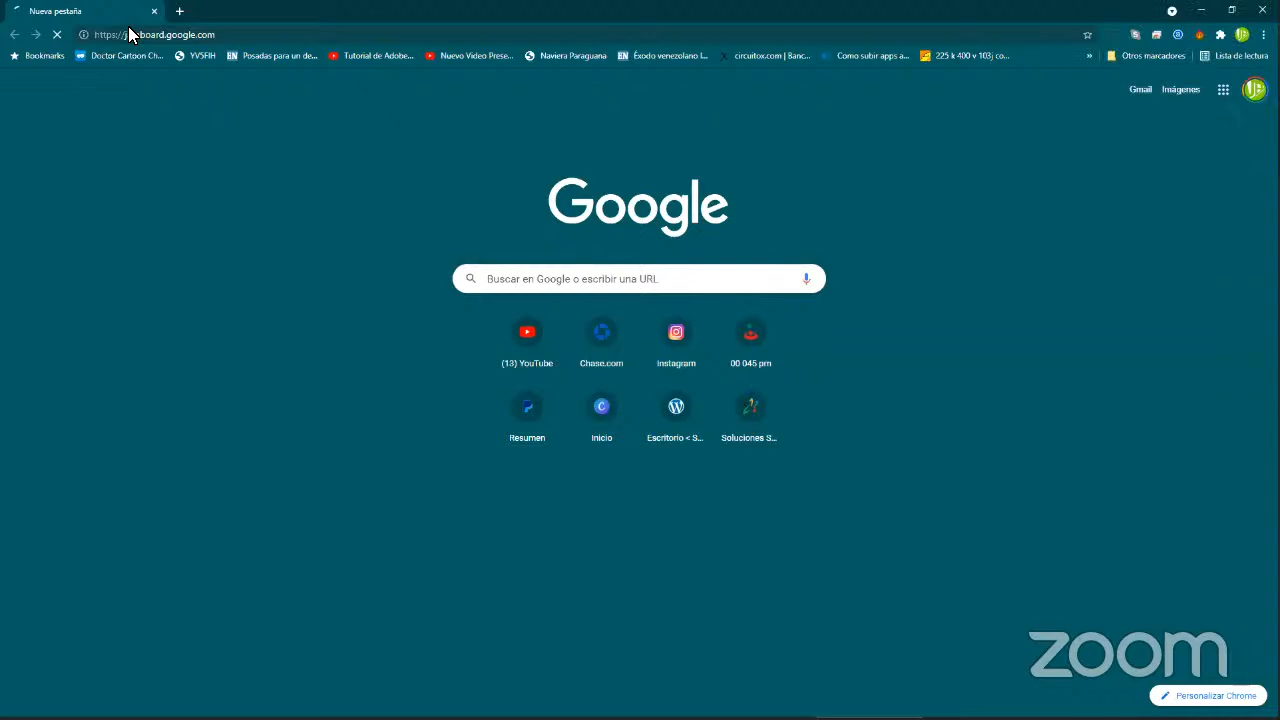 Nueva pestaña
board.google.com
Bookmarks
Doctor Cartoon Ch...
YV5FIH
Posadas para un de...
Tutorial de Adobe...
Nuevo Video Prese...
Naviera Paraguana
Éxodo venezolano I...
circuitox.com | Banc...
Como subir apps a...
225 k 400 v 103j co...
»
Otros marcadores
Lista de lectura
Gmail
Imágenes
Google
Buscar en Google o escribir una URL
(13) YouTube
Chase.com
Instagram
00 045 pm
Resumen
Inicio
Escritorio < S...
Soluciones S...
zoom
Personalizar Chrome